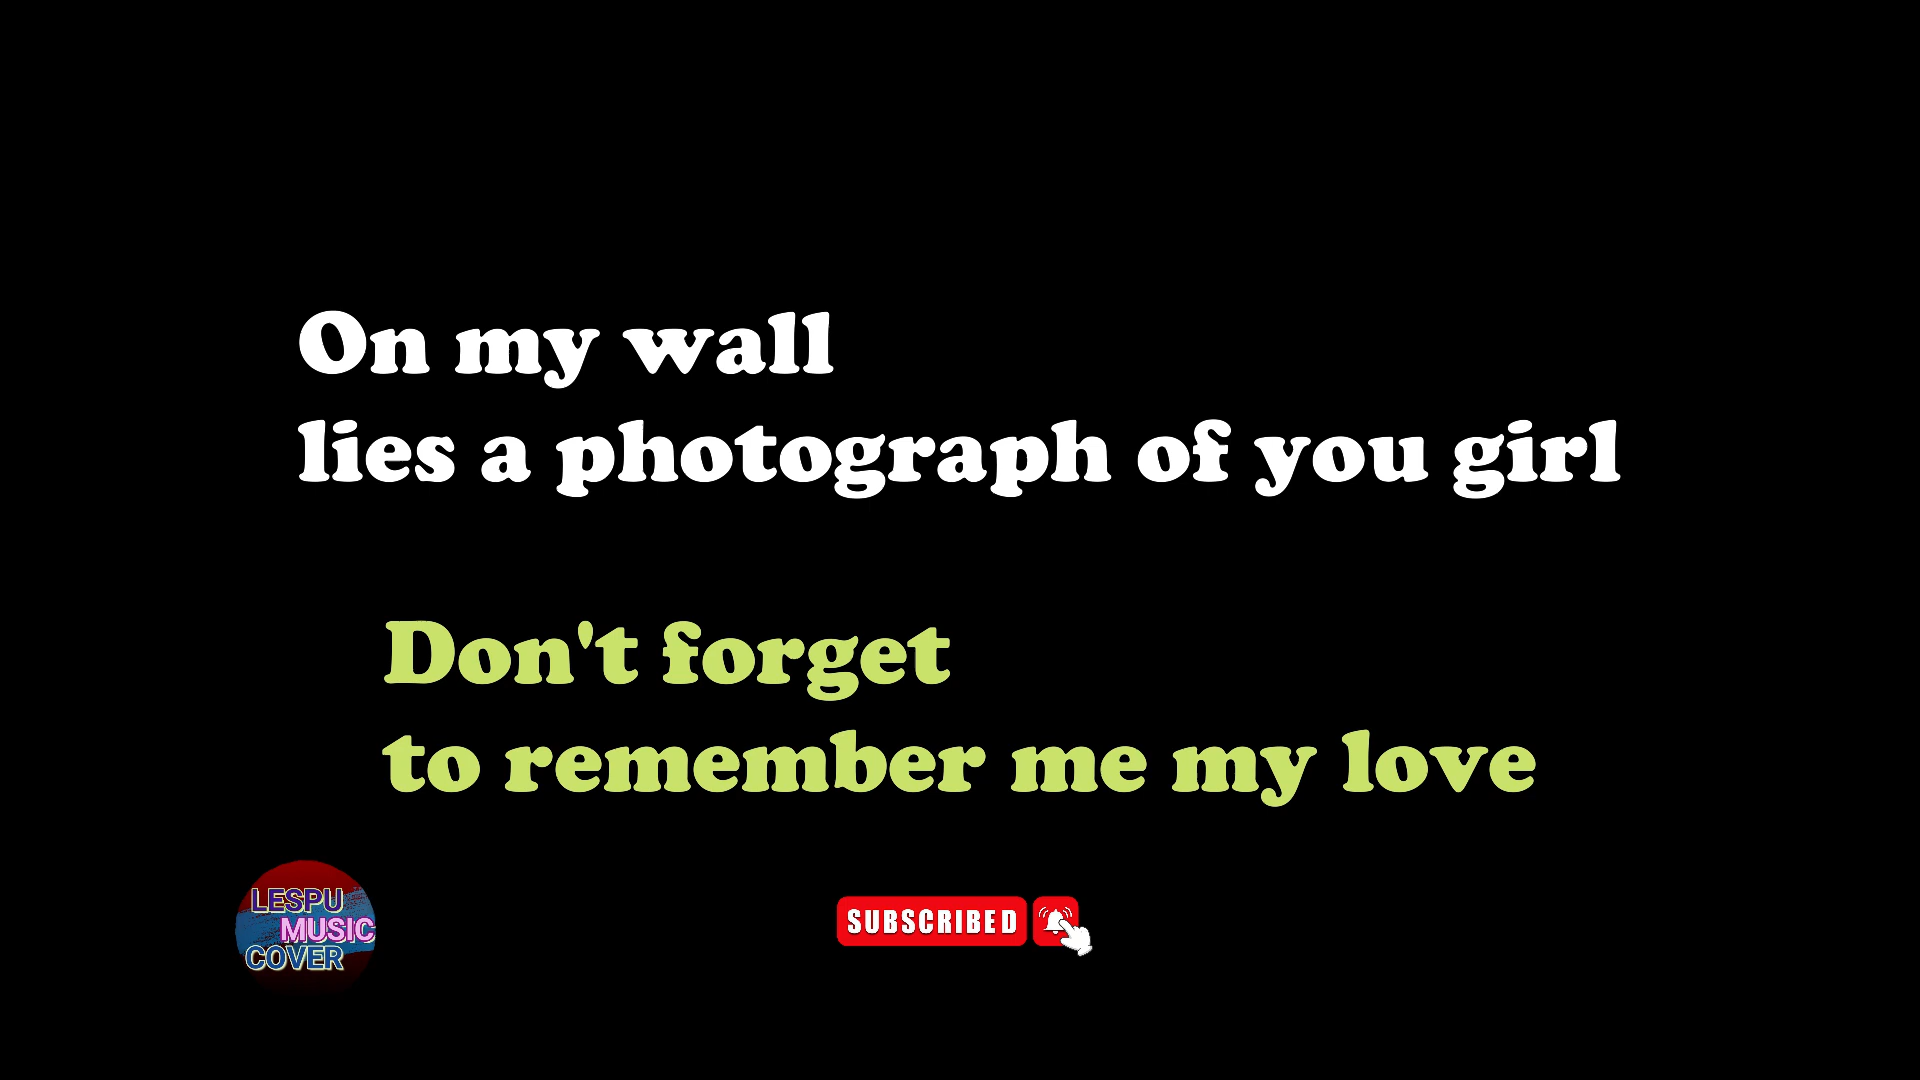 On my wall
lies a photograph of you girl
Don't forget
to remember me my love
LESPU
MUSIC
COVER
SUBSCRIBED